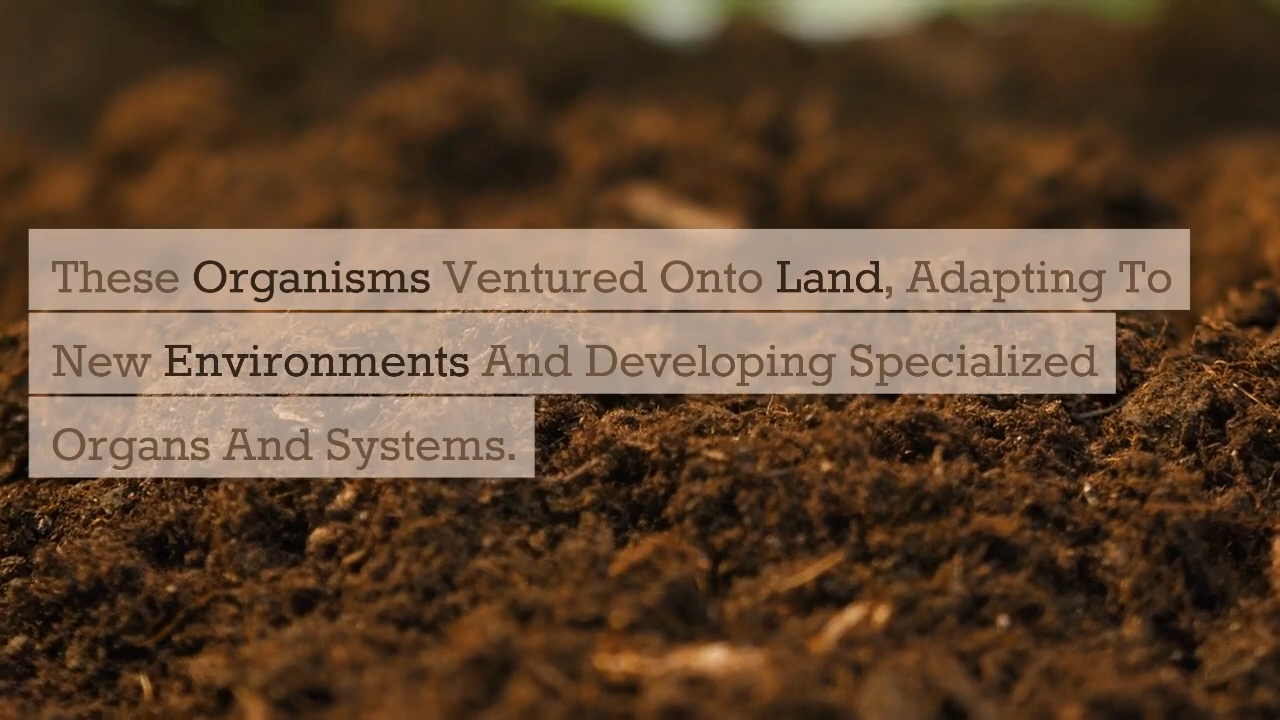 These Organisms Ventured Onto Land, Adapting To
New Environments And Developing Specialized
Organs And Systems.